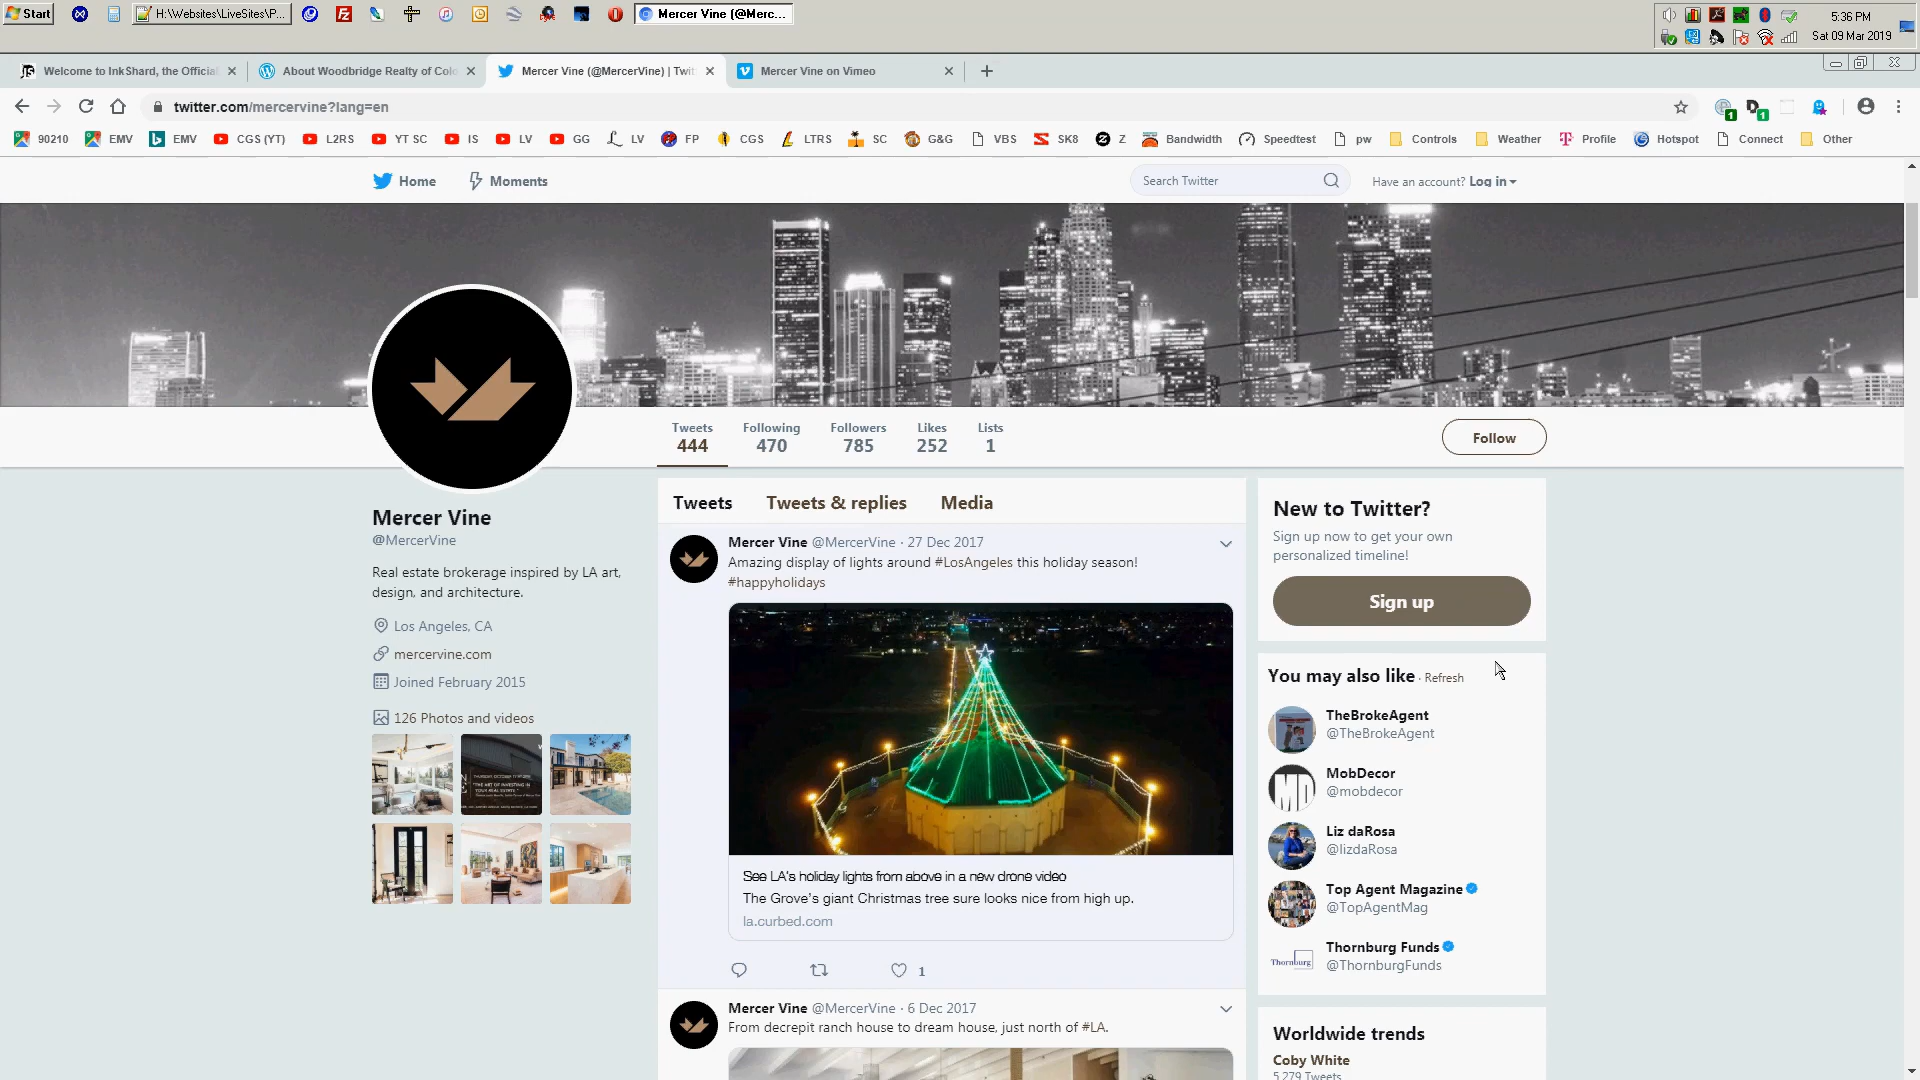 Start
H:\Websites\LiveSites\P...
Mercer Vine (@Merc...
5:36 PM
Sat 09 Mar 2019
Welcome to InkShard, the Official
About Woodbridge Realty of Colo
Mercer Vine (@MercerVine) | Twit
Mercer Vine on Vimeo
twitter.com/mercervine?lang=en
90210
EMV
EMV
CGS (YT)
L2RS
YT SC
IS
LV
GG
LV
FP
CGS
LTRS
SC
G&G
VBS
SK8
Z
Bandwidth
Speedtest
pw
Controls
Weather
Profile
Hotspot
Connect
Other
Home
Moments
Search Twitter
Have an account? Log in
Tweets
444
Following
470
Followers
785
Likes
252
Lists
1
Follow
Mercer Vine
@MercerVine
Real estate brokerage inspired by LA art,
design, and architecture.
Los Angeles, CA
mercervine.com
Joined February 2015
126 Photos and videos
Tweets
Tweets & replies
Media
Mercer Vine @MercerVine · 27 Dec 2017
Amazing display of lights around #LosAngeles this holiday season!
#happyholidays
See LA's holiday lights from above in a new drone video
The Grove's giant Christmas tree sure looks nice from high up.
la.curbed.com
1
Mercer Vine @MercerVine · 6 Dec 2017
From decrepit ranch house to dream house, just north of #LA.
New to Twitter?
Sign up now to get your own
personalized timeline!
Sign up
You may also like · Refresh
TheBrokeAgent
@TheBrokeAgent
MobDecor
@mobdecor
Liz daRosa
@lizdaRosa
Top Agent Magazine
@TopAgentMag
Thornburg
Thornburg Funds
@ThornburgFunds
Worldwide trends
Coby White
5,279 Tweets